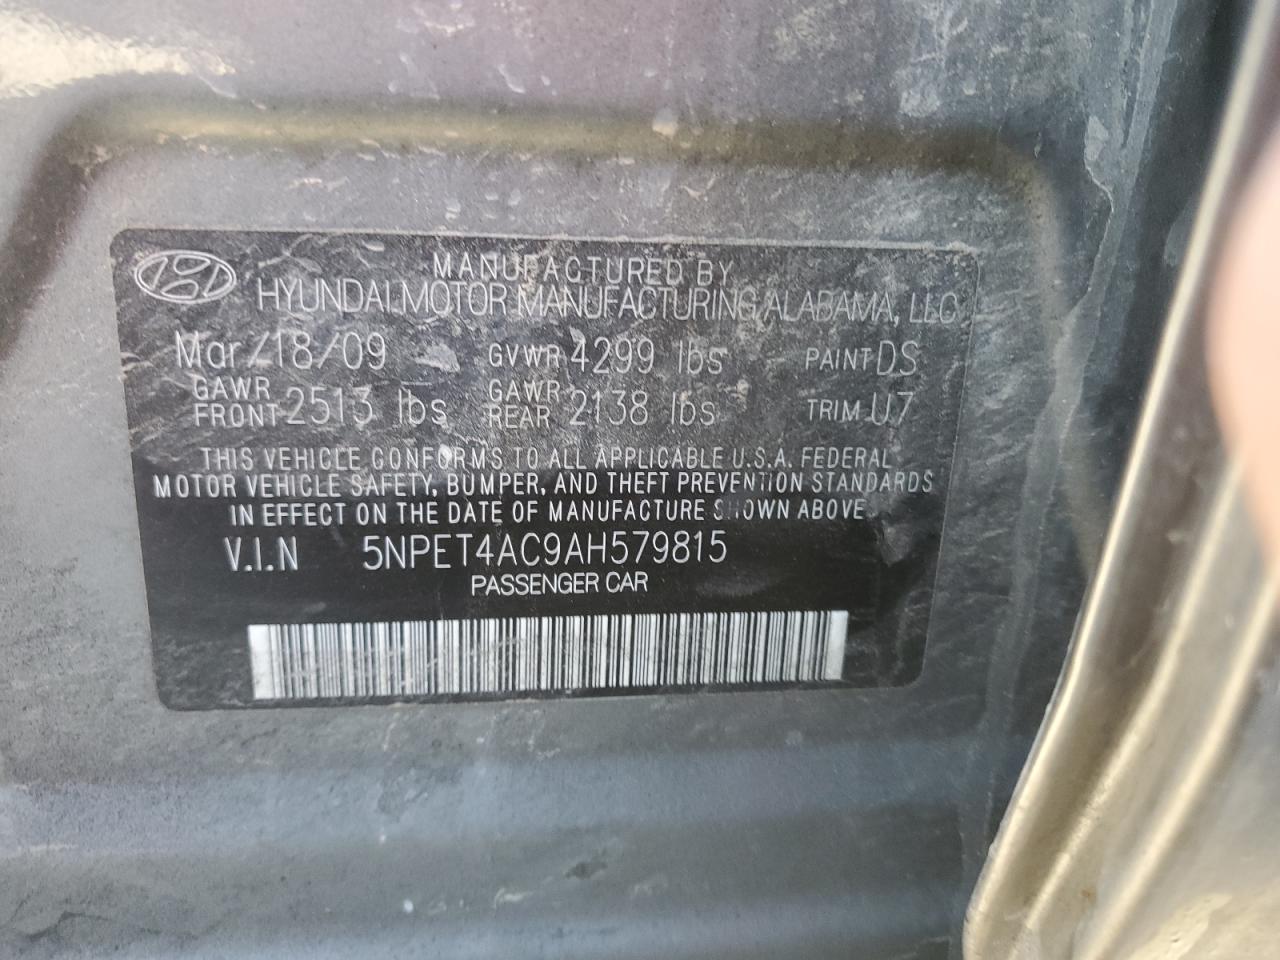 MANUFACTURED BY
HYUNDAI MOTOR MANUFACTURING ALABAMA, LLC
Mar/18/09 GVWR 4299 lbs PAINT DS
GAWR FRONT 2513 lbs GAWR REAR 2138 lbs TRIM U7
THIS VEHICLE CONFORMS TO ALL APPLICABLE U.S.A. FEDERAL
MOTOR VEHICLE SAFETY, BUMPER, AND THEFT PREVENTION STANDARDS
IN EFFECT ON THE DATE OF MANUFACTURE SHOWN ABOVE.
V.I.N 5NPET4AC9AH579815
PASSENGER CAR